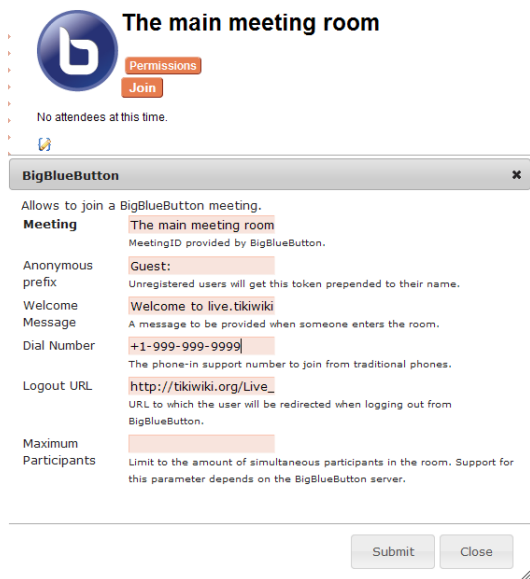 The main meeting room
Permissions
Join
No attendees at this time.
BigBlueButton
Allows to join a BigBlueButton meeting.
Meeting
The main meeting room
MeetingID provided by BigBlueButton.
Anonymous
prefix
Guest:
Unregistered users will get this token prepended to their name.
Welcome
Message
Welcome to live.tikiwiki
A message to be provided when someone enters the room.
Dial Number
+1-999-999-9999
The phone-in support number to join from traditional phones.
Logout URL
http://tikiwiki.org/Live_
URL to which the user will be redirected when logging out from
BigBlueButton.
Maximum
Participants
Limit to the amount of simultaneous participants in the room. Support for
this parameter depends on the BigBlueButton server.
Submit
Close